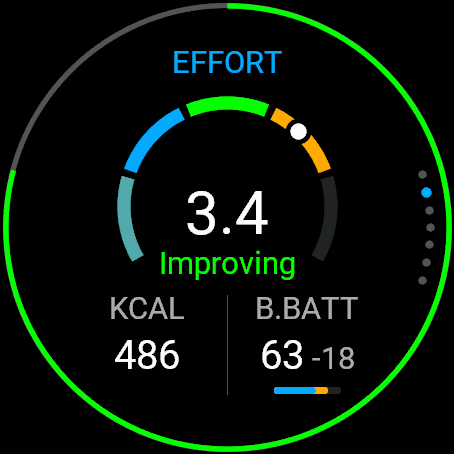 EFFORT
3.4
Improving
KCAL B.BATT
486 63 -18